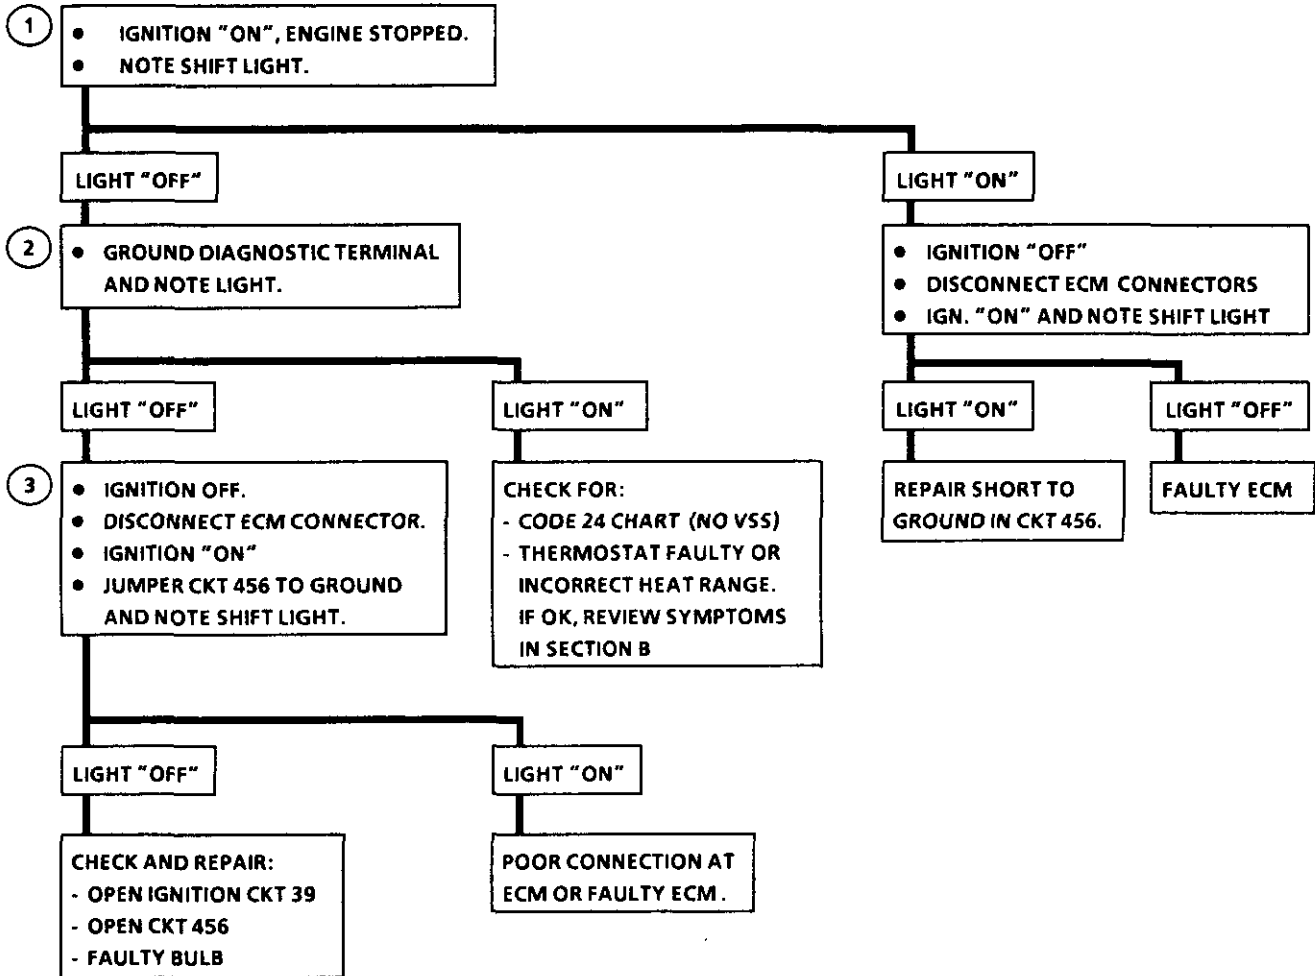 1
• IGNITION "ON", ENGINE STOPPED.
• NOTE SHIFT LIGHT.
LIGHT "OFF"
LIGHT "ON"
2
• GROUND DIAGNOSTIC TERMINAL
AND NOTE LIGHT.
• IGNITION "OFF"
• DISCONNECT ECM CONNECTORS
• IGN. "ON" AND NOTE SHIFT LIGHT
LIGHT "OFF"
LIGHT "ON"
LIGHT "ON"
LIGHT "OFF"
3
• IGNITION OFF.
• DISCONNECT ECM CONNECTOR.
• IGNITION "ON"
• JUMPER CKT 456 TO GROUND
AND NOTE SHIFT LIGHT.
CHECK FOR:
- CODE 24 CHART (NO VSS)
- THERMOSTAT FAULTY OR
INCORRECT HEAT RANGE.
IF OK, REVIEW SYMPTOMS
IN SECTION B
REPAIR SHORT TO
GROUND IN CKT 456.
FAULTY ECM
LIGHT "OFF"
LIGHT "ON"
CHECK AND REPAIR:
- OPEN IGNITION CKT 39
- OPEN CKT 456
- FAULTY BULB
POOR CONNECTION AT
ECM OR FAULTY ECM.